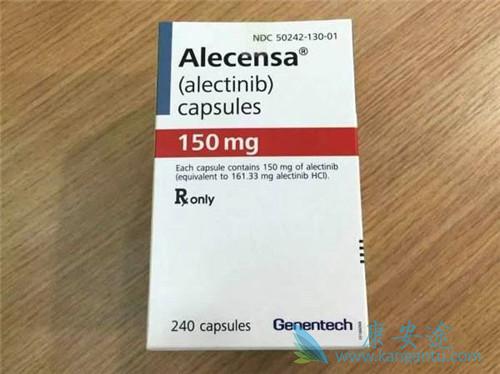 NDC 50242-130-01
Alecensa®
(alectinib)
capsules
150 mg
Each capsule contains 150 mg of alectinib
(equivalent to 161.33 mg alectinib HCl).
Rx only
240 capsules
Genentech
康安途
www.kangantu.com